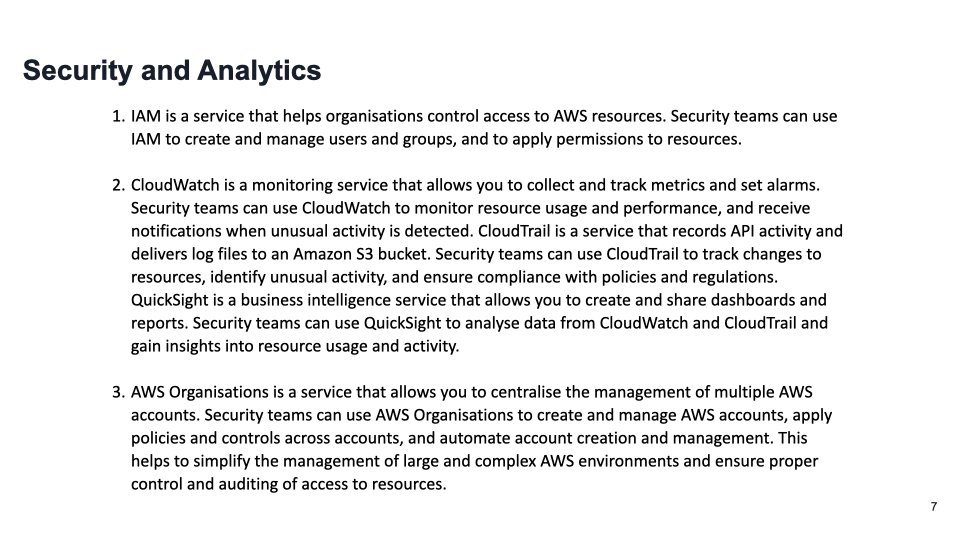 Security and Analytics
1. IAM is a service that helps organisations control access to AWS resources. Security teams can use
IAM to create and manage users and groups, and to apply permissions to resources.
2. CloudWatch is a monitoring service that allows you to collect and track metrics and set alarms.
Security teams can use CloudWatch to monitor resource usage and performance, and receive
notifications when unusual activity is detected. CloudTrail is a service that records API activity and
delivers log files to an Amazon S3 bucket. Security teams can use CloudTrail to track changes to
resources, identify unusual activity, and ensure compliance with policies and regulations.
QuickSight is a business intelligence service that allows you to create and share dashboards and
reports. Security teams can use QuickSight to analyse data from CloudWatch and CloudTrail and
gain insights into resource usage and activity.
3. AWS Organisations is a service that allows you to centralise the management of multiple AWS
accounts. Security teams can use AWS Organisations to create and manage AWS accounts, apply
policies and controls across accounts, and automate account creation and management. This
helps to simplify the management of large and complex AWS environments and ensure proper
control and auditing of access to resources.
7